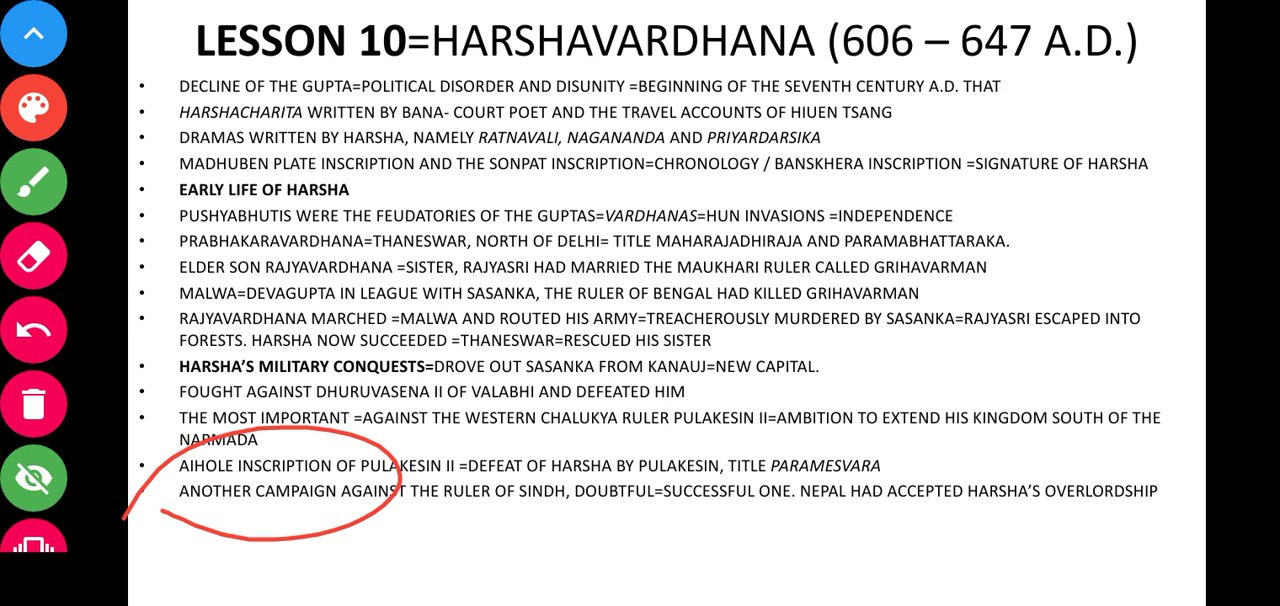 LESSON 10=HARSHAVARDHANA (606 – 647 A.D.)
• DECLINE OF THE GUPTA=POLITICAL DISORDER AND DISUNITY =BEGINNING OF THE SEVENTH CENTURY A.D. THAT
• HARSHACHARITA WRITTEN BY BANA- COURT POET AND THE TRAVEL ACCOUNTS OF HIUEN TSANG
• DRAMAS WRITTEN BY HARSHA, NAMELY RATNAVALI, NAGANANDA AND PRIYARDARSIKA
• MADHUBEN PLATE INSCRIPTION AND THE SONPAT INSCRIPTION=CHRONOLOGY / BANSKHERA INSCRIPTION =SIGNATURE OF HARSHA
• EARLY LIFE OF HARSHA
• PUSHYABHUTIS WERE THE FEUDATORIES OF THE GUPTAS=VARDHANAS=HUN INVASIONS =INDEPENDENCE
• PRABHAKARAVARDHANA=THANESWAR, NORTH OF DELHI= TITLE MAHARAJADHIRAJA AND PARAMABHATTARAKA.
• ELDER SON RAJYAVARDHANA =SISTER, RAJYASRI HAD MARRIED THE MAUKHARI RULER CALLED GRIHAVARMAN
• MALWA=DEVAGUPTA IN LEAGUE WITH SASANKA, THE RULER OF BENGAL HAD KILLED GRIHAVARMAN
• RAJYAVARDHANA MARCHED =MALWA AND ROUTED HIS ARMY=TREACHEROUSLY MURDERED BY SASANKA=RAJYASRI ESCAPED INTO
FORESTS. HARSHA NOW SUCCEEDED =THANESWAR=RESCUED HIS SISTER
• HARSHA'S MILITARY CONQUESTS=DROVE OUT SASANKA FROM KANAUJ=NEW CAPITAL.
• FOUGHT AGAINST DHURUVASENA II OF VALABHI AND DEFEATED HIM
• THE MOST IMPORTANT =AGAINST THE WESTERN CHALUKYA RULER PULAKESIN II=AMBITION TO EXTEND HIS KINGDOM SOUTH OF THE
NARMADA
• AIHOLE INSCRIPTION OF PULAKESIN II =DEFEAT OF HARSHA BY PULAKESIN, TITLE PARAMESVARA
• ANOTHER CAMPAIGN AGAINST THE RULER OF SINDH, DOUBTFUL=SUCCESSFUL ONE. NEPAL HAD ACCEPTED HARSHA'S OVERLORDSHIP